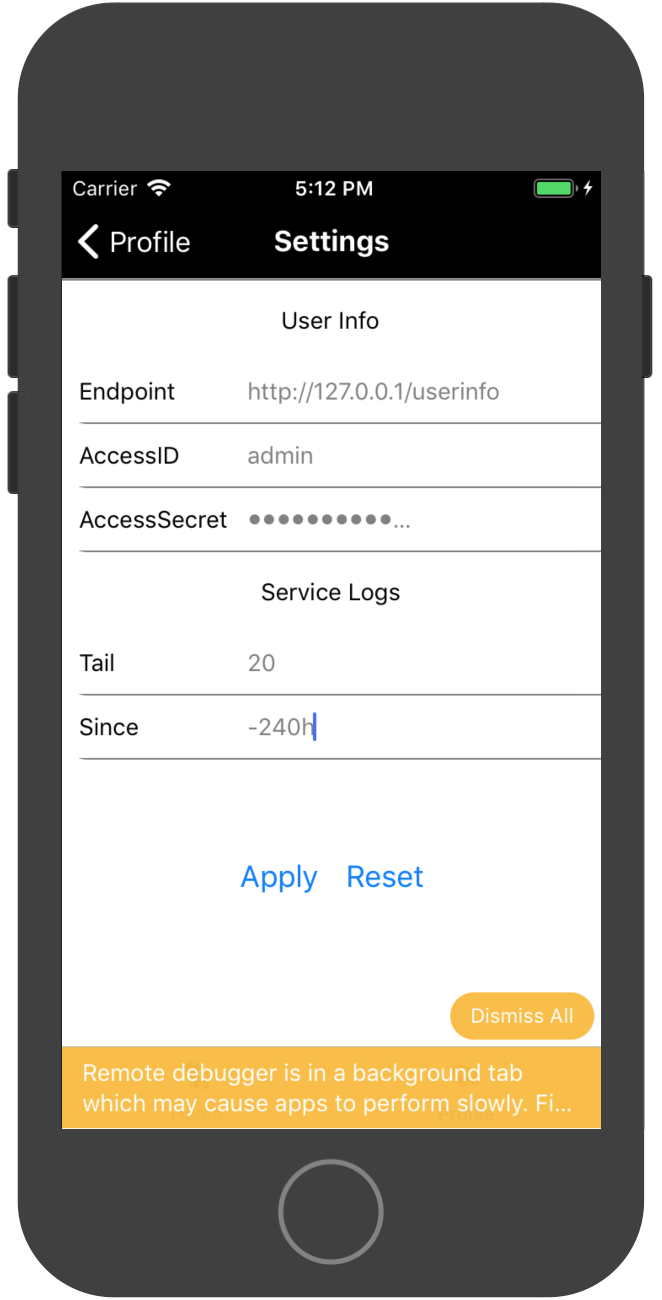 Carrier 5:12 PM
Profile Settings
User Info
Endpoint http://127.0.0.1/userinfo
AccessID admin
AccessSecret ●●●●●●●●●●...
Service Logs
Tail 20
Since -240h
Apply Reset
Dismiss All
Remote debugger is in a background tab
which may cause apps to perform slowly. Fi...